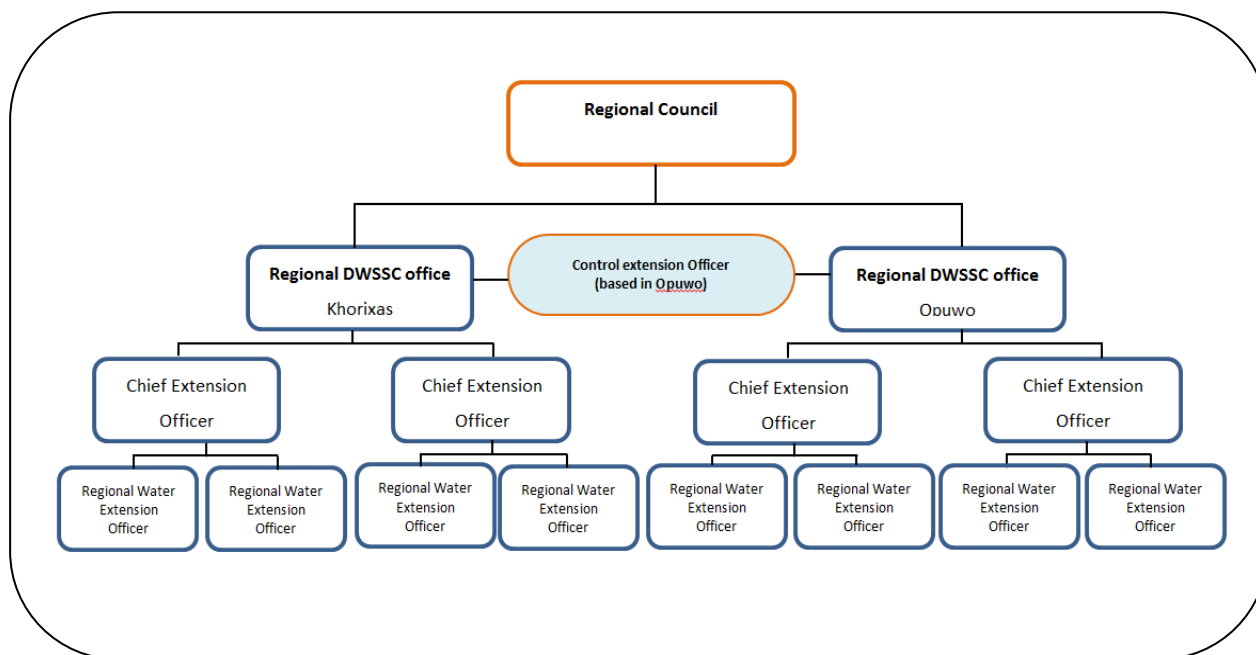 Regional Council
Regional DWSSC office
Khorixas
Control extension Officer
(based in Opuwo)
Regional DWSSC office
Opuwo
Chief Extension
Officer
Chief Extension
Officer
Chief Extension
Officer
Chief Extension
Officer
Regional Water
Extension
Officer
Regional Water
Extension
Officer
Regional Water
Extension
Officer
Regional Water
Extension
Officer
Regional Water
Extension
Officer
Regional Water
Extension
Officer
Regional Water
Extension
Officer
Regional Water
Extension
Officer